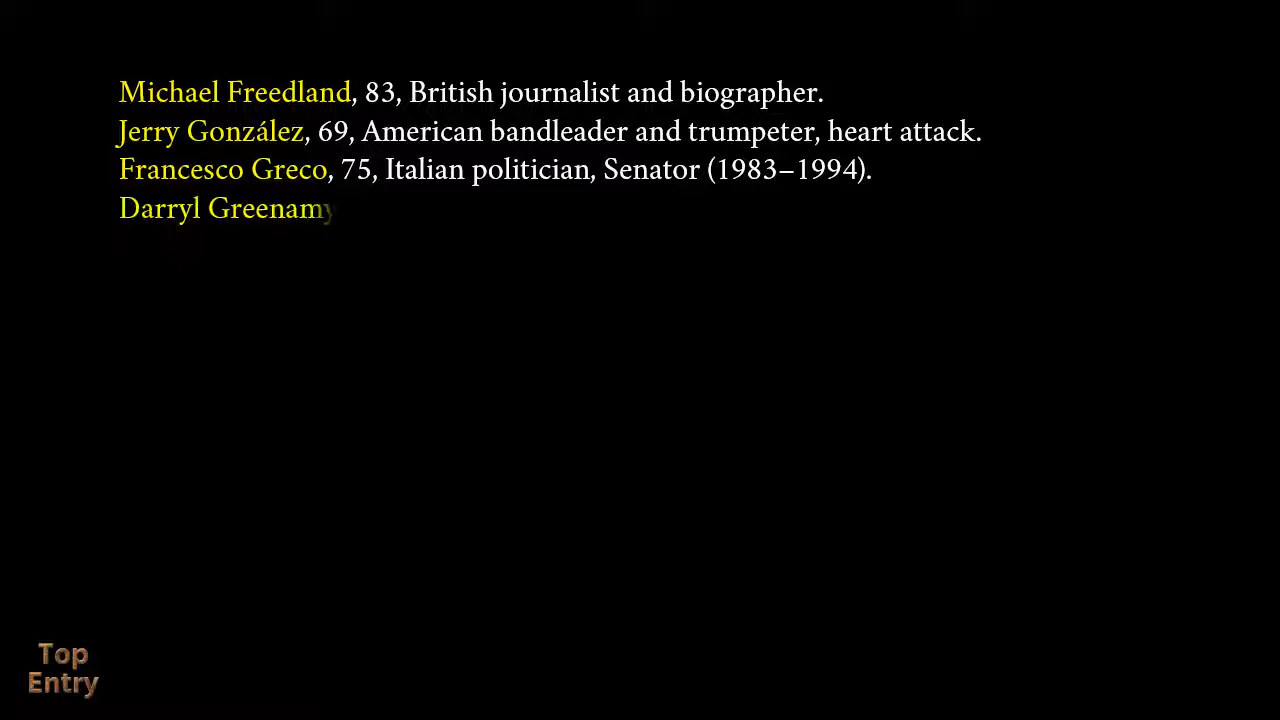 Michael Freedland, 83, British journalist and biographer.
Jerry González, 69, American bandleader and trumpeter, heart attack.
Francesco Greco, 75, Italian politician, Senator (1983–1994).
Darryl Greenamy
Top
Entry